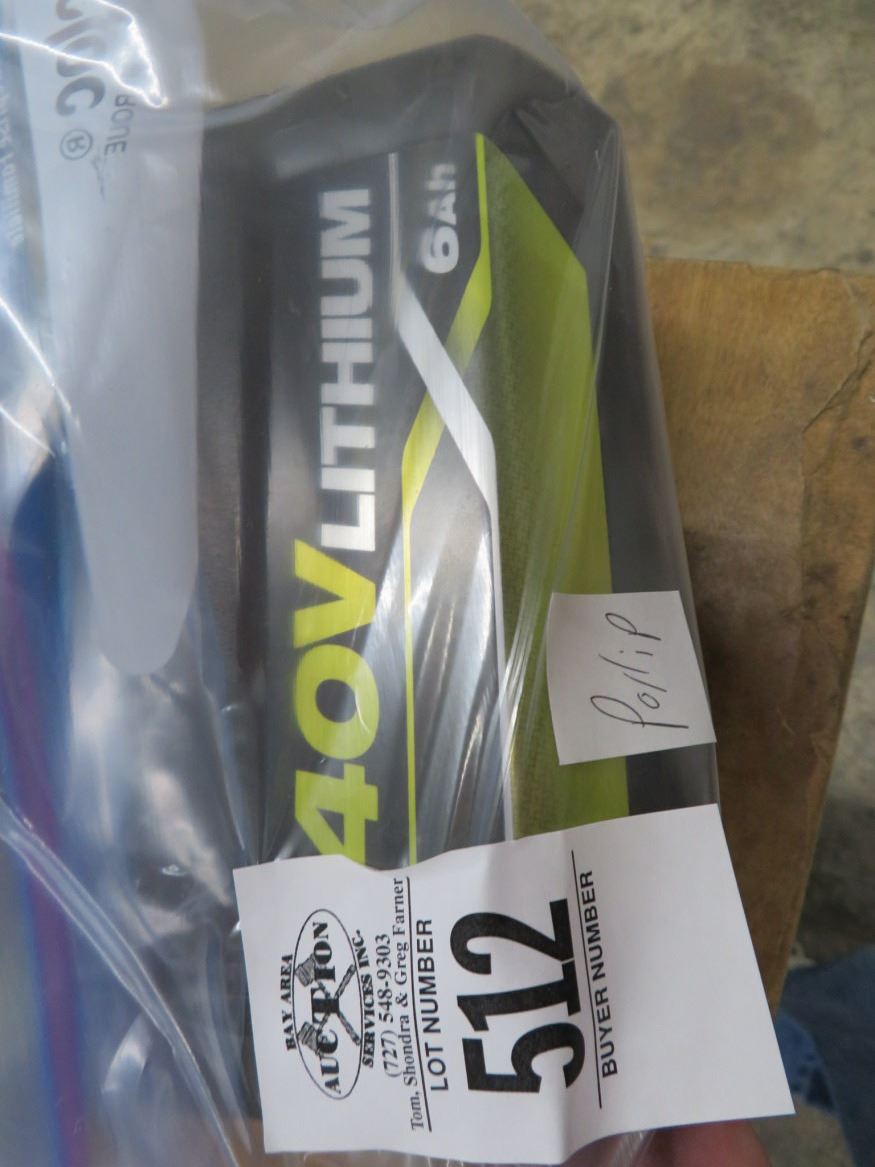 40V LITHIUM
6Ah
BAY AREA
AUCTION
SERVICES INC.
(727) 548-9303
Tom, Shondra & Greg Farner
LOT NUMBER
512
BUYER NUMBER